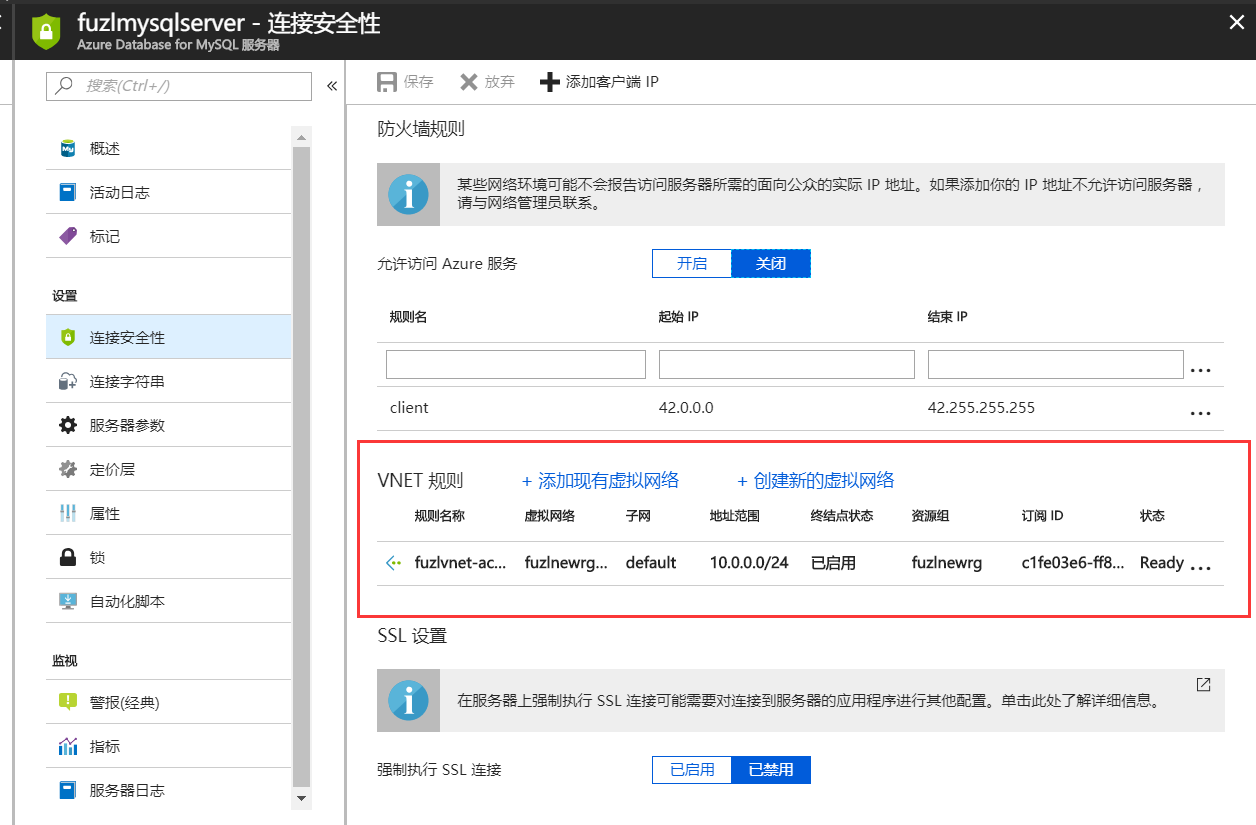 fuzlmysqlserver - 连接安全性
Azure Database for MySQL 服务器
搜索(Ctrl+/)
概述
活动日志
标记
设置
连接安全性
连接字符串
服务器参数
定价层
属性
锁
自动化脚本
监视
警报(经典)
指标
服务器日志
保存 放弃 添加客户端 IP
防火墙规则
某些网络环境可能不会报告访问服务器所需的面向公众的实际 IP 地址。如果添加你的 IP 地址不允许访问服务器，
请与网络管理员联系。
允许访问 Azure 服务 开启 关闭
规则名 起始 IP 结束 IP
client 42.0.0.0 42.255.255.255
VNET 规则 + 添加现有虚拟网络 + 创建新的虚拟网络
规则名称 虚拟网络 子网 地址范围 终结点状态 资源组 订阅 ID 状态
fuzlvnet-ac... fuzlnewrg... default 10.0.0.0/24 已启用 fuzlnewrg c1fe03e6-ff8... Ready
SSL 设置
在服务器上强制执行 SSL 连接可能需要对连接到服务器的应用程序进行其他配置。单击此处了解详细信息。
强制执行 SSL 连接 已启用 已禁用